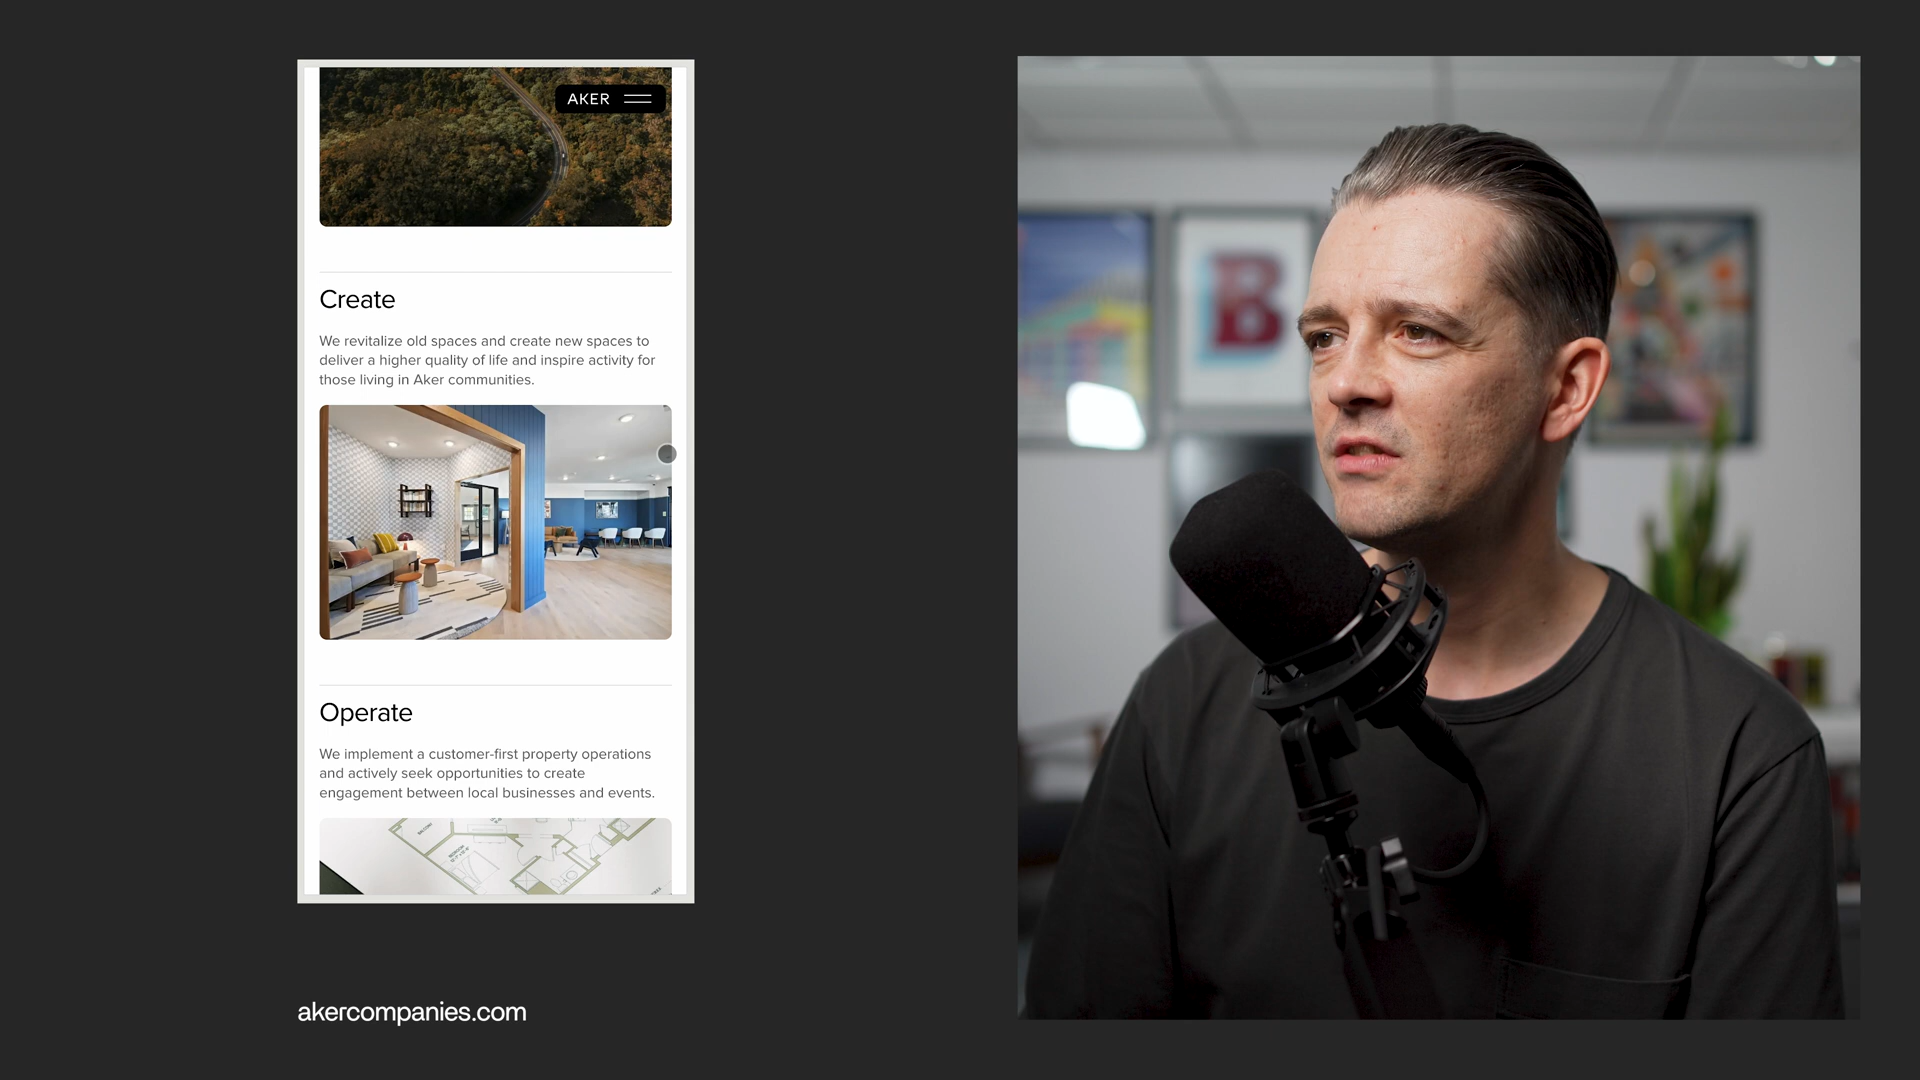 AKER
Create
We revitalize old spaces and create new spaces to
deliver a higher quality of life and inspire activity for
those living in Aker communities.
Operate
We implement a customer-first property operations
and actively seek opportunities to create
engagement between local businesses and events.
BALCONY
BEDROOM
akercompanies.com
B